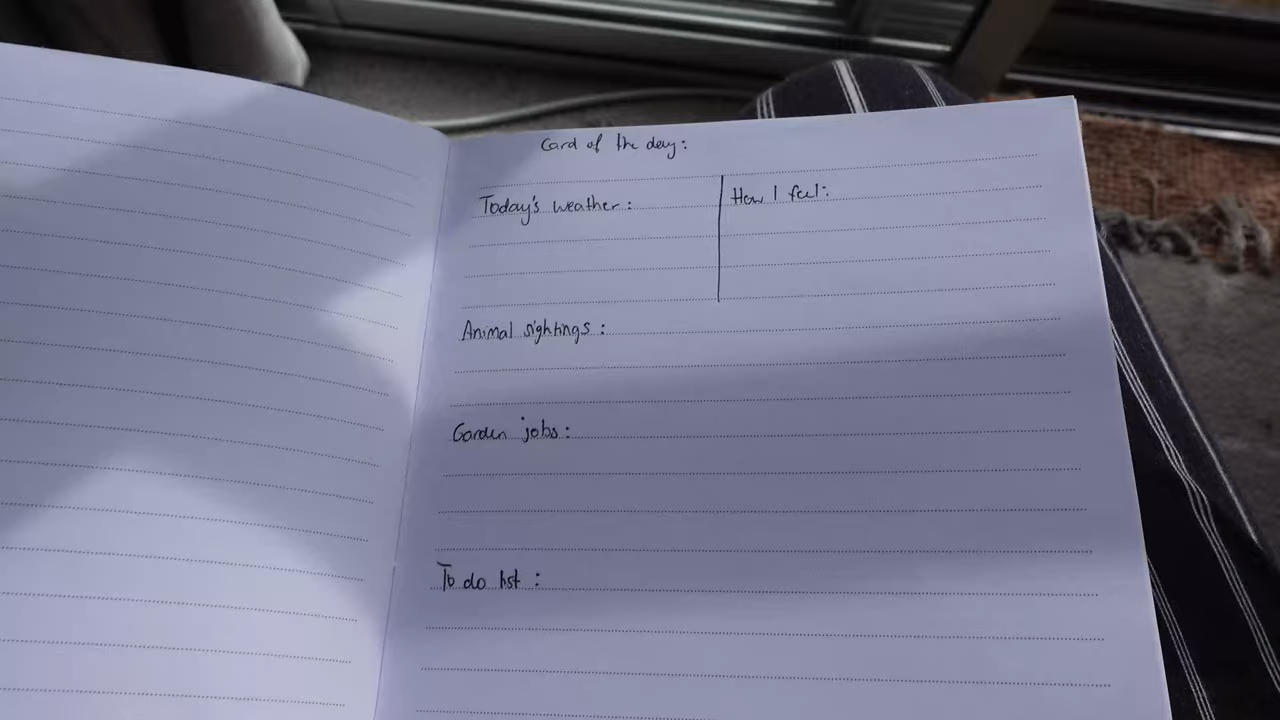 Card of the day:
Today's weather:
How I feel:
Animal sightings:
Garden jobs:
To do list: